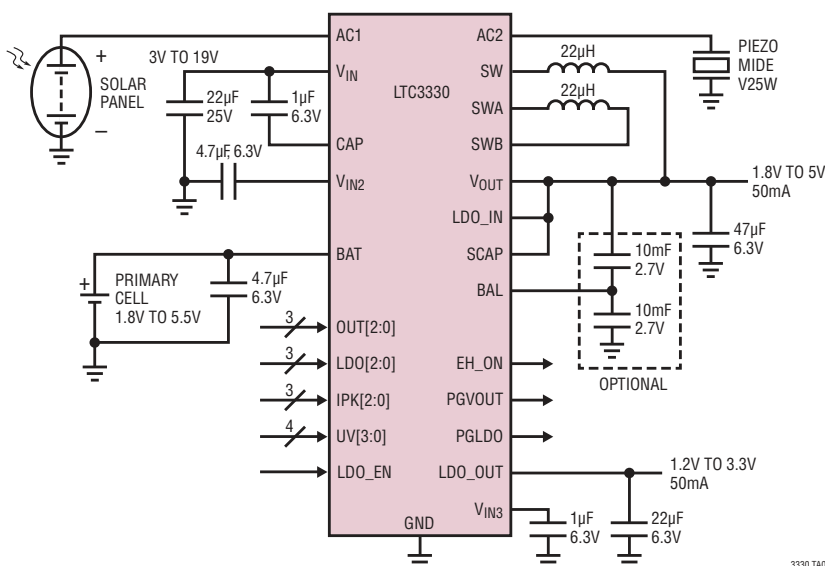 AC1
AC2
3V TO 19V
22µH
PIEZO
MIDE
V25W
+
SOLAR
PANEL
–
VIN
SW
LTC3330
22µH
22µF
25V
1µF
6.3V
SWA
CAP
SWB
4.7µF, 6.3V
VIN2
VOUT
1.8V TO 5V
50mA
LDO_IN
47µF
6.3V
BAT
SCAP
10mF
2.7V
+
PRIMARY
CELL
1.8V TO 5.5V
4.7µF
6.3V
BAL
10mF
2.7V
OPTIONAL
3
OUT[2:0]
3
LDO[2:0]
EH_ON
3
IPK[2:0]
PGVOUT
4
UV[3:0]
PGLDO
LDO_EN
LDO_OUT
1.2V TO 3.3V
50mA
VIN3
1µF
6.3V
22µF
6.3V
GND